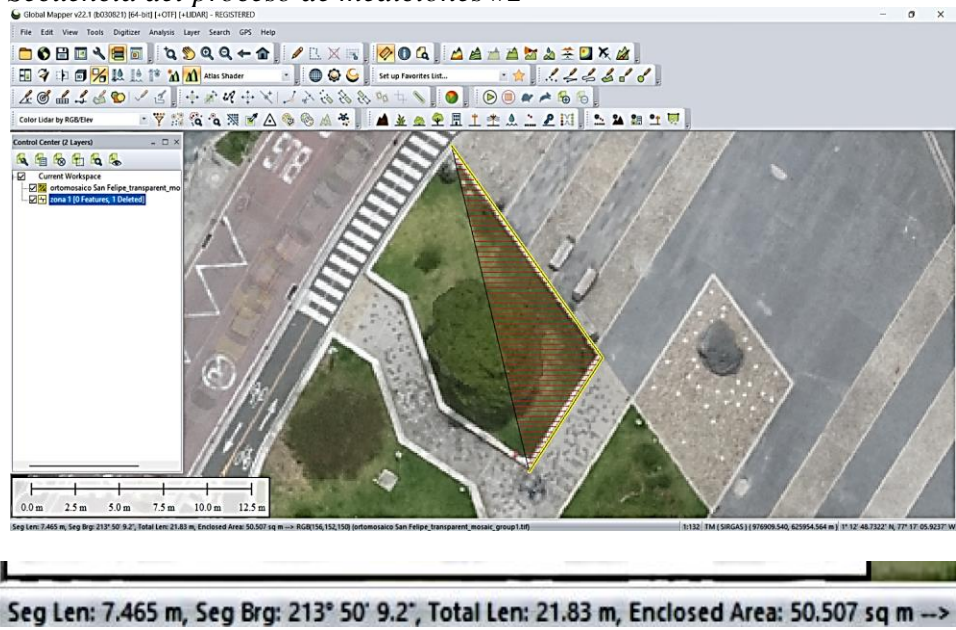 Secuencia del proceso de mediciones #2
Global Mapper v22.1 (b030821) [64-bit] [+OTF] [+LIDAR] - REGISTERED
File Edit View Tools Digitizer Analysis Layer Search GPS Help
Atlas Shader
Set up Favorites List...
Color Lidar by RGB/Elev
Control Center (2 Layers)
Current Workspace
ortomosaico San Felipe_transparent_mo
zona 1 [0 Features, 1 Deleted]
0.0 m 2.5 m 5.0 m 7.5 m 10.0 m 12.5 m
Seg Len: 7.465 m, Seg Brg: 213° 50' 9.2", Total Len: 21.83 m, Enclosed Area: 50.507 sq m --> RGB(156,152,150) (ortomosaico San Felipe_transparent_mosaic_group1.tif)
1:132 TM ( SIRGAS ) ( 976909.540, 625954.564 m ) 1° 12' 48.7322" N, 77° 17' 05.9237" W
Seg Len: 7.465 m, Seg Brg: 213° 50' 9.2", Total Len: 21.83 m, Enclosed Area: 50.507 sq m -->